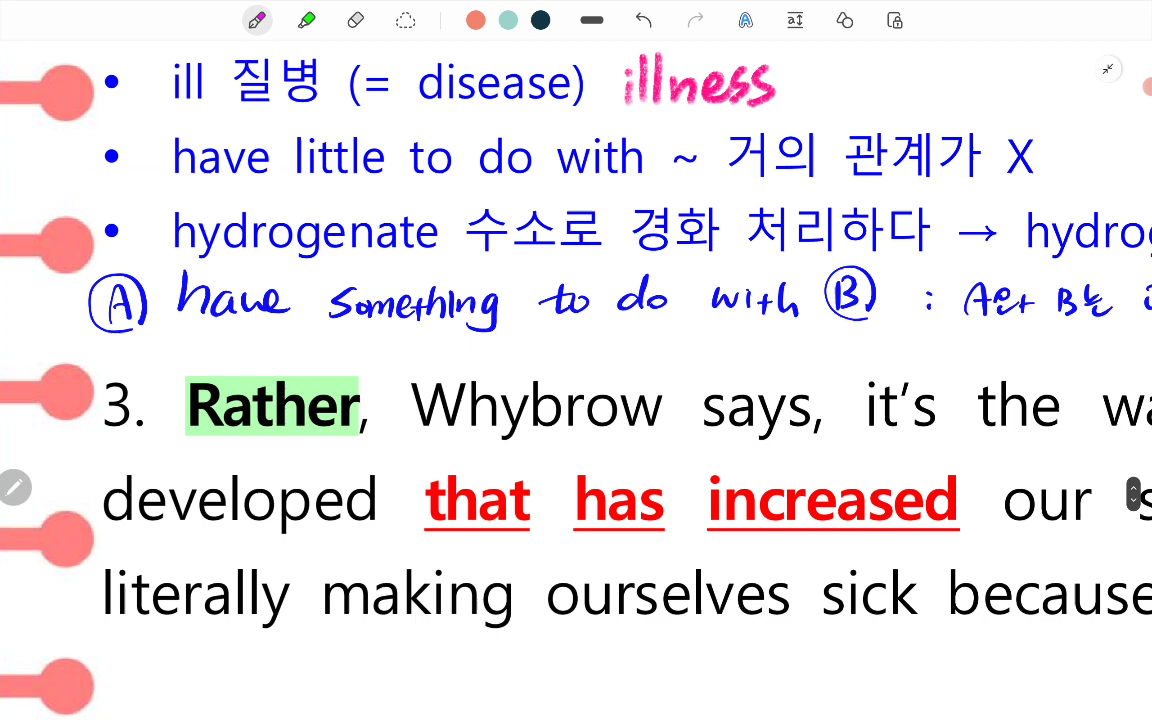 • ill 질병 (= disease) illness
• have little to do with ~ 거의 관계가 X
• hydrogenate 수소로 경화 처리하다 → hydrog
Ⓐ have something to do with Ⓑ : A와 B는
3. Rather, Whybrow says, it's the wa
developed that has increased our s
literally making ourselves sick because